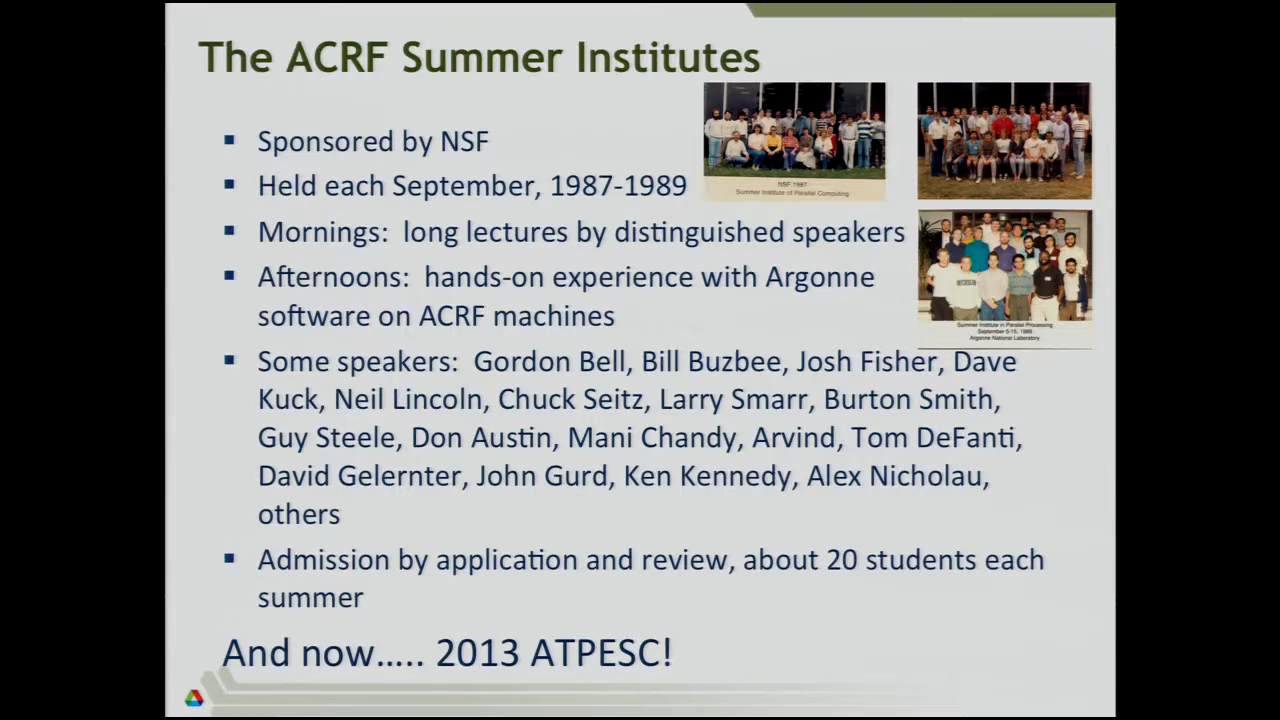 The ACRF Summer Institutes
Sponsored by NSF
Held each September, 1987-1989
NSF 1987
Summer Institute of Parallel Computing
Mornings: long lectures by distinguished speakers
Afternoons: hands-on experience with Argonne
software on ACRF machines
Summer Institute in Parallel Processing
September 5-15, 1989
Argonne National Laboratory
Some speakers: Gordon Bell, Bill Buzbee, Josh Fisher, Dave
Kuck, Neil Lincoln, Chuck Seitz, Larry Smarr, Burton Smith,
Guy Steele, Don Austin, Mani Chandy, Arvind, Tom DeFanti,
David Gelernter, John Gurd, Ken Kennedy, Alex Nicholau,
others
Admission by application and review, about 20 students each
summer
And now….. 2013 ATPESC!